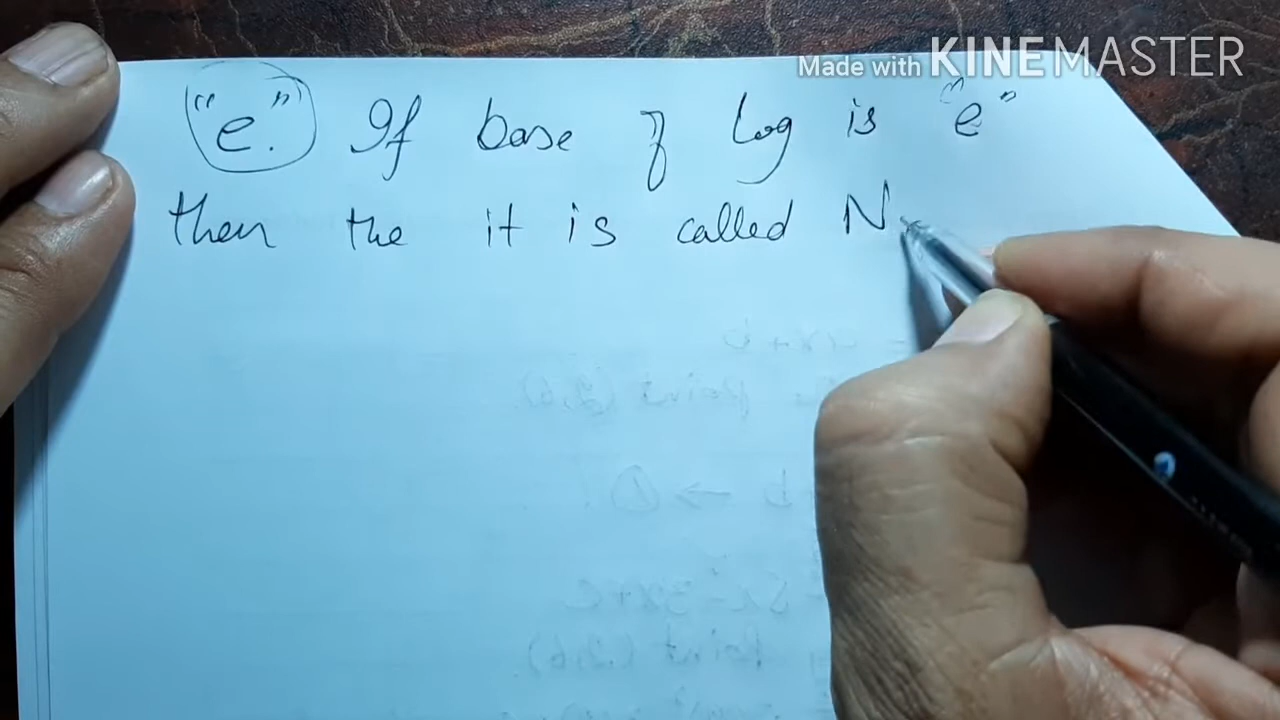 Made with KINEMASTER
"e." If base of Log is "e"
then the it is called N